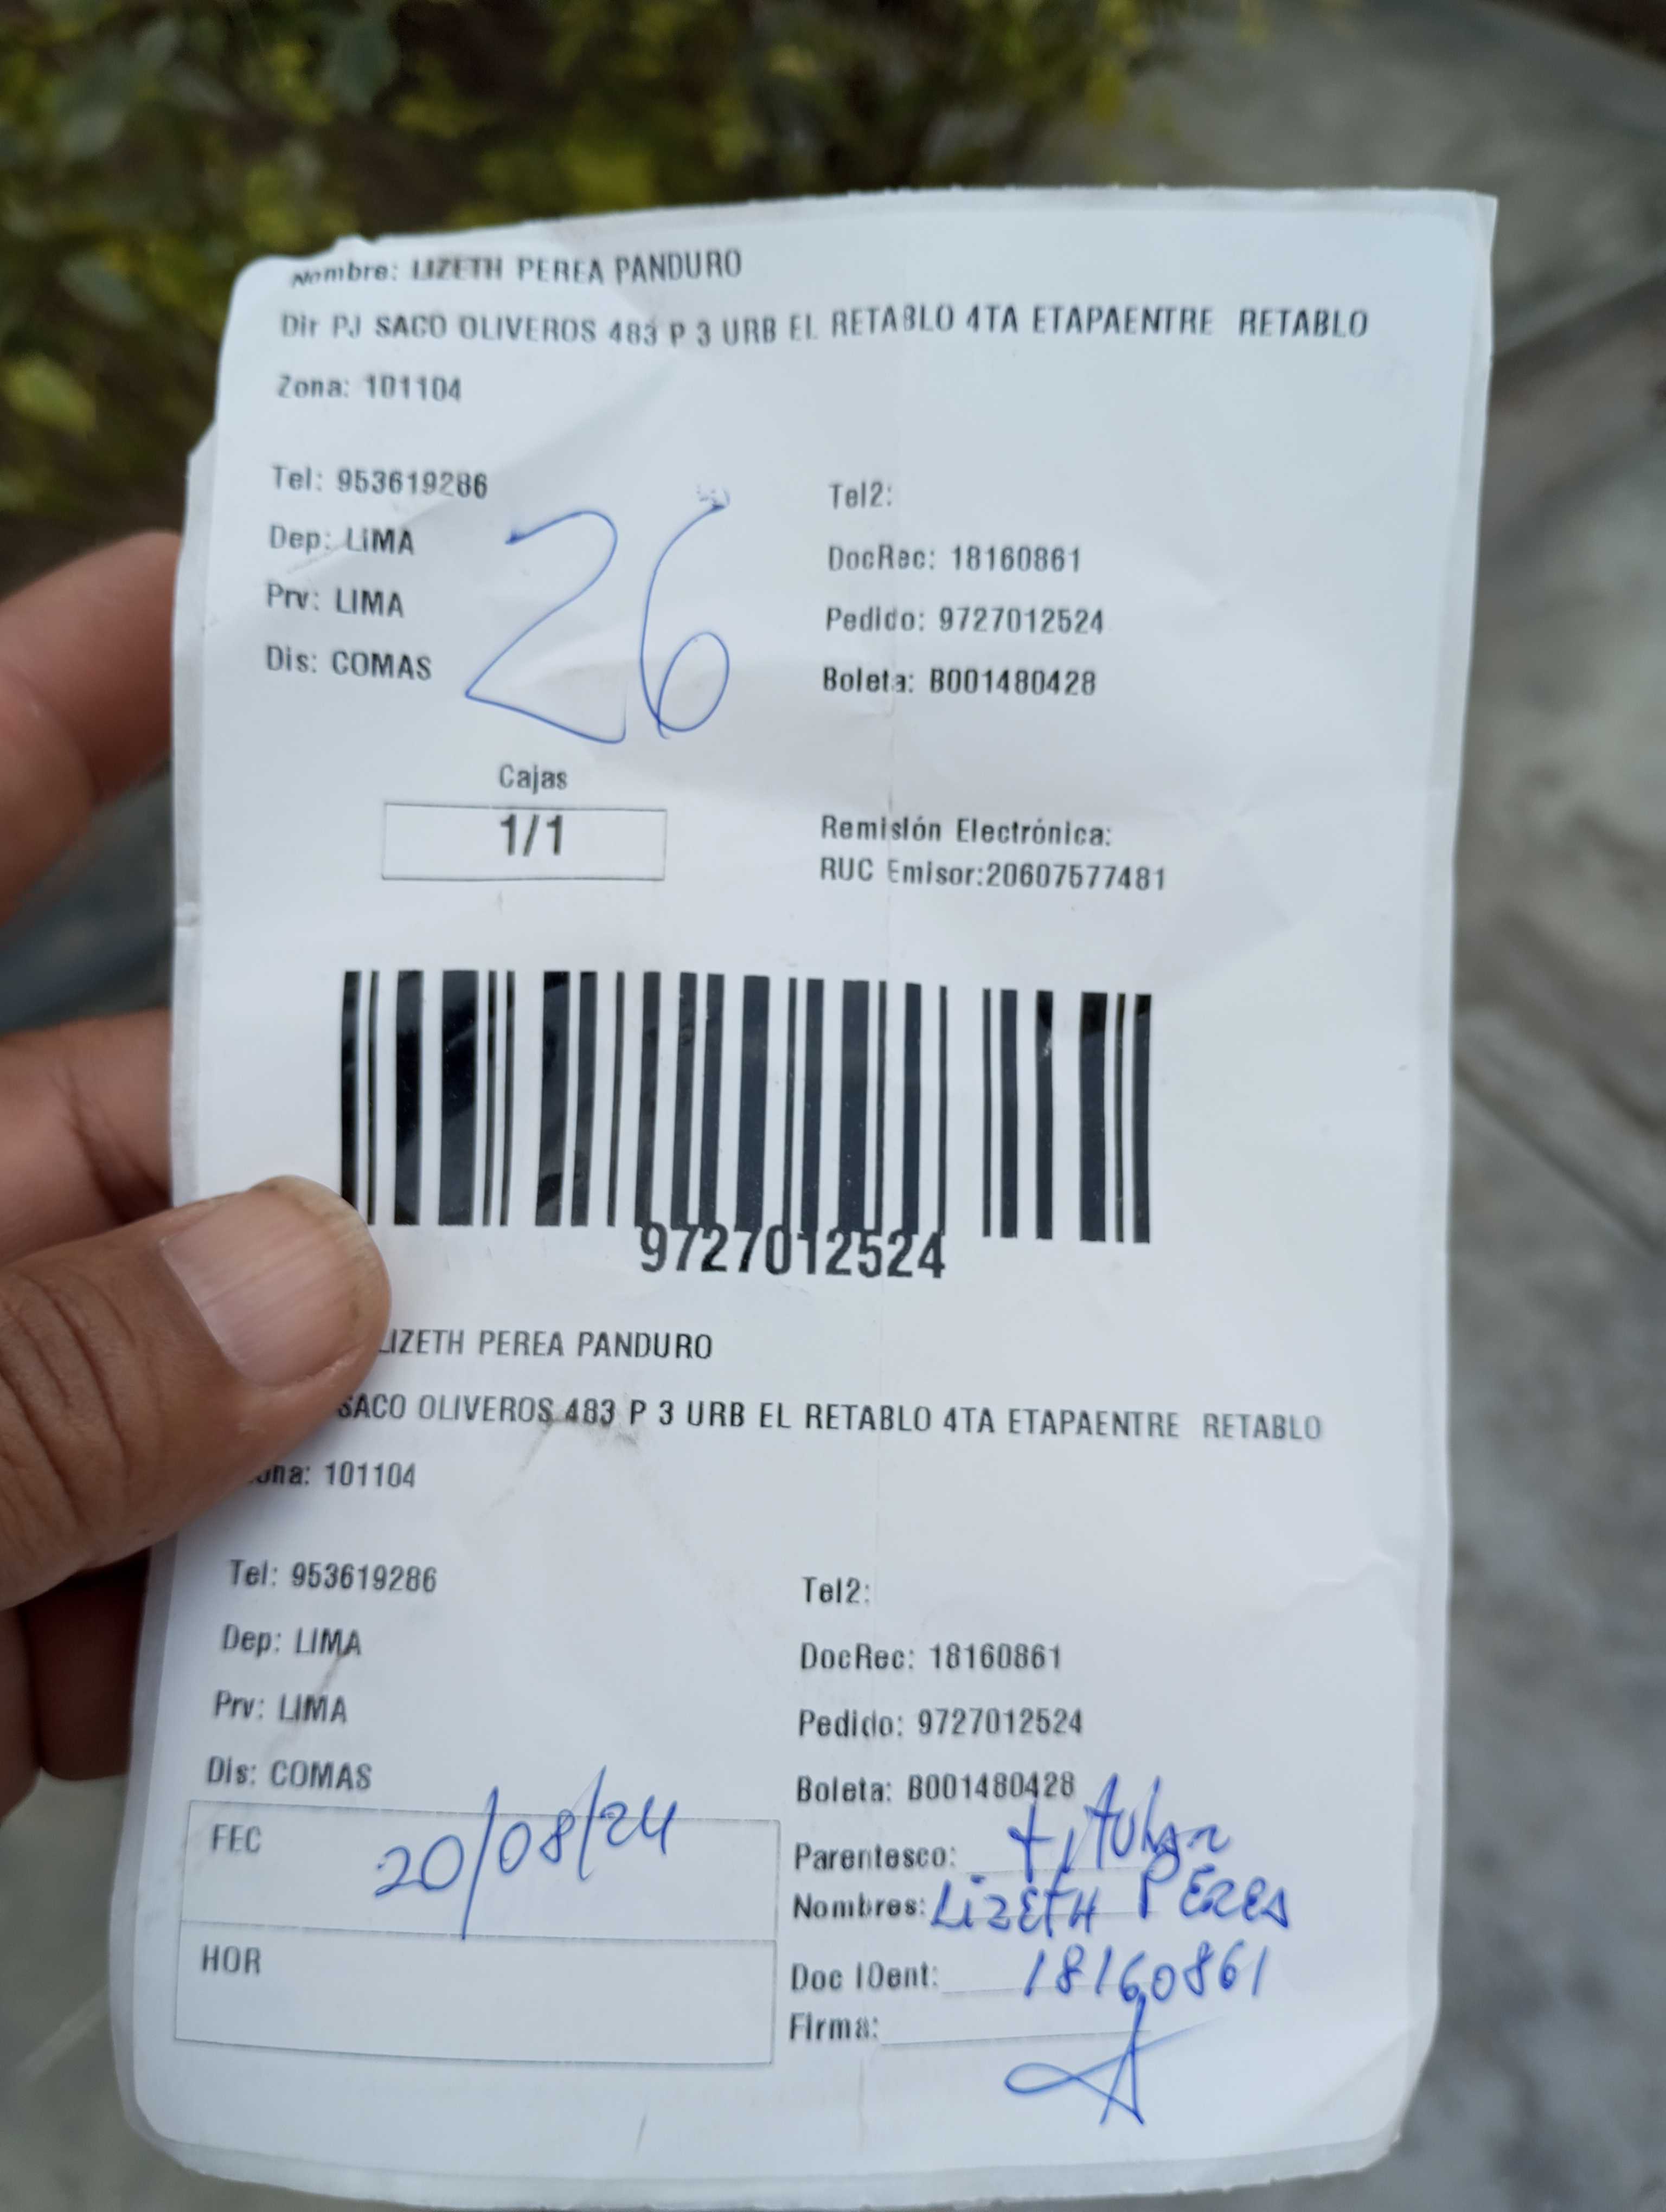 Nombre: LIZETH PEREA PANDURO
Dir PJ SACO OLIVEROS 483 P 3 URB EL RETABLO 4TA ETAPAENTRE RETABLO
Zona: 101104
Tel: 953619286
Tel2:
Dep: LIMA
DocRec: 18160861
Prv: LIMA
Pedido: 9727012524
Dis: COMAS
Boleta: B001480428
26
Cajas
1/1
Remisión Electrónica:
RUC Emisor:20607577481
9727012524
LIZETH PEREA PANDURO
SACO OLIVEROS 483 P 3 URB EL RETABLO 4TA ETAPAENTRE RETABLO
ona: 101104
Tel: 953619286
Tel2:
Dep: LIMA
DocRec: 18160861
Prv: LIMA
Pedido: 9727012524
Dis: COMAS
Boleta: B001480428
FEC 20/08/24
HOR
Parentesco: titular
Nombres: LizETH PEREA
Doc IDent: 18160861
Firma: